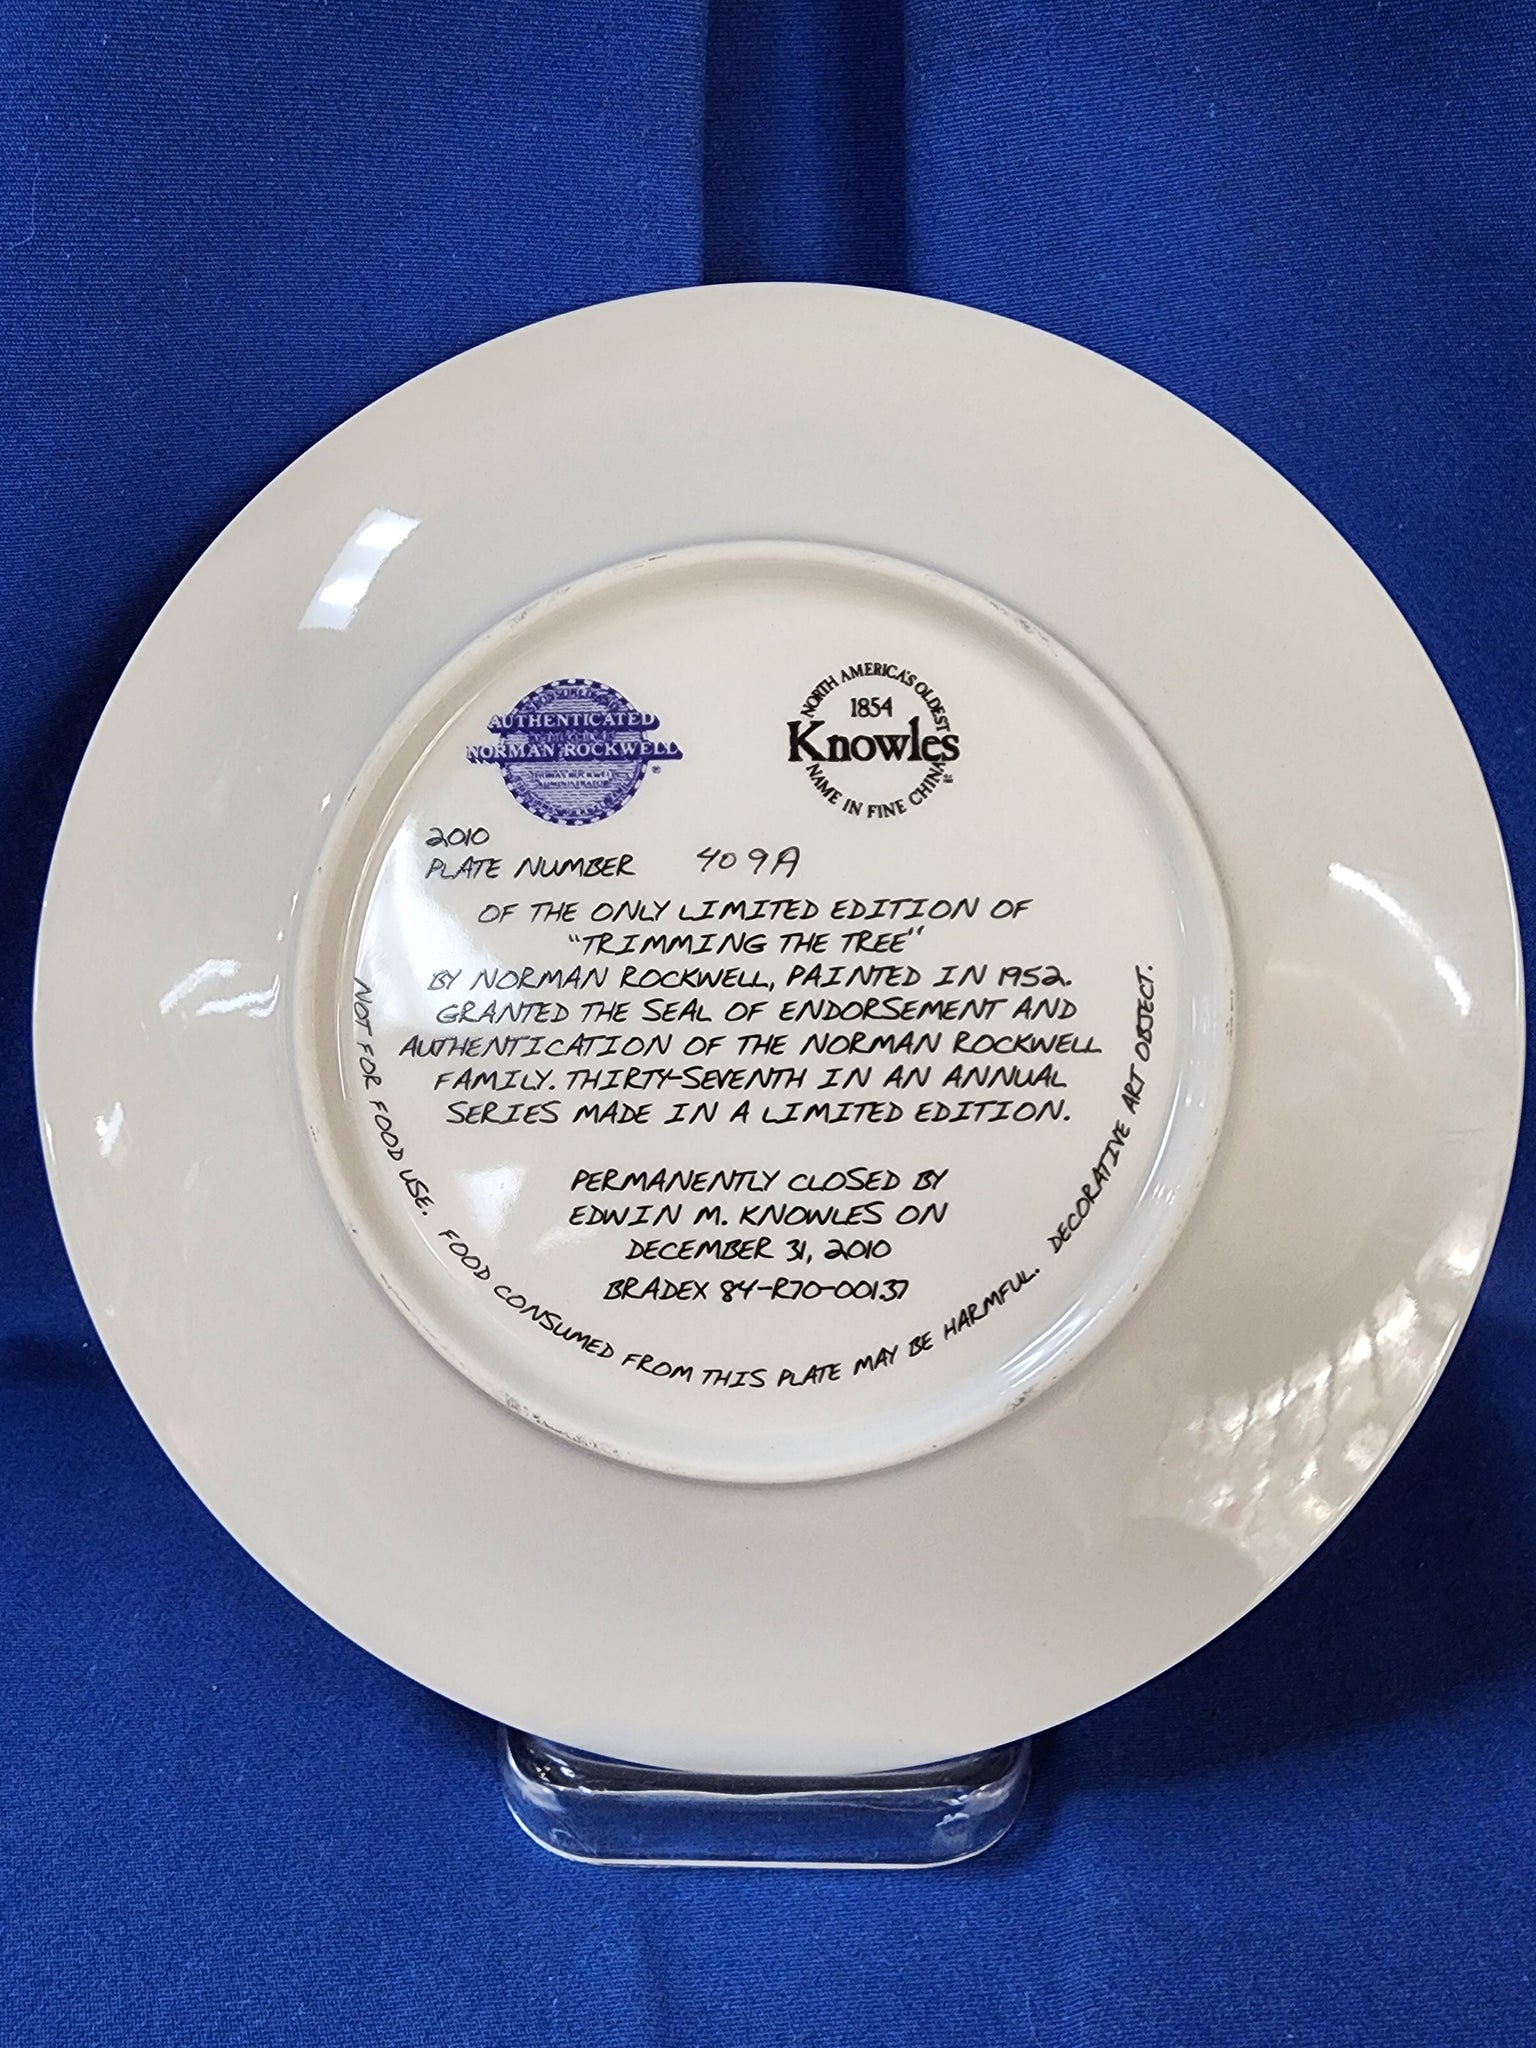 AUTHENTICATED
NORMAN ROCKWELL
®
NORTH AMERICA'S OLDEST
1854
Knowles
NAME IN FINE CHINA
2010
PLATE NUMBER 409A
OF THE ONLY LIMITED EDITION OF
"TRIMMING THE TREE"
BY NORMAN ROCKWELL, PAINTED IN 1952.
GRANTED THE SEAL OF ENDORSEMENT AND
AUTHENTICATION OF THE NORMAN ROCKWELL
FAMILY. THIRTY-SEVENTH IN AN ANNUAL
SERIES MADE IN A LIMITED EDITION.
PERMANENTLY CLOSED BY
EDWIN M. KNOWLES ON
DECEMBER 31, 2010
BRADEX 84-R70-001.37
NOT FOR FOOD USE. FOOD CONSUMED FROM THIS PLATE MAY BE HARMFUL. DECORATIVE ART OBJECT.